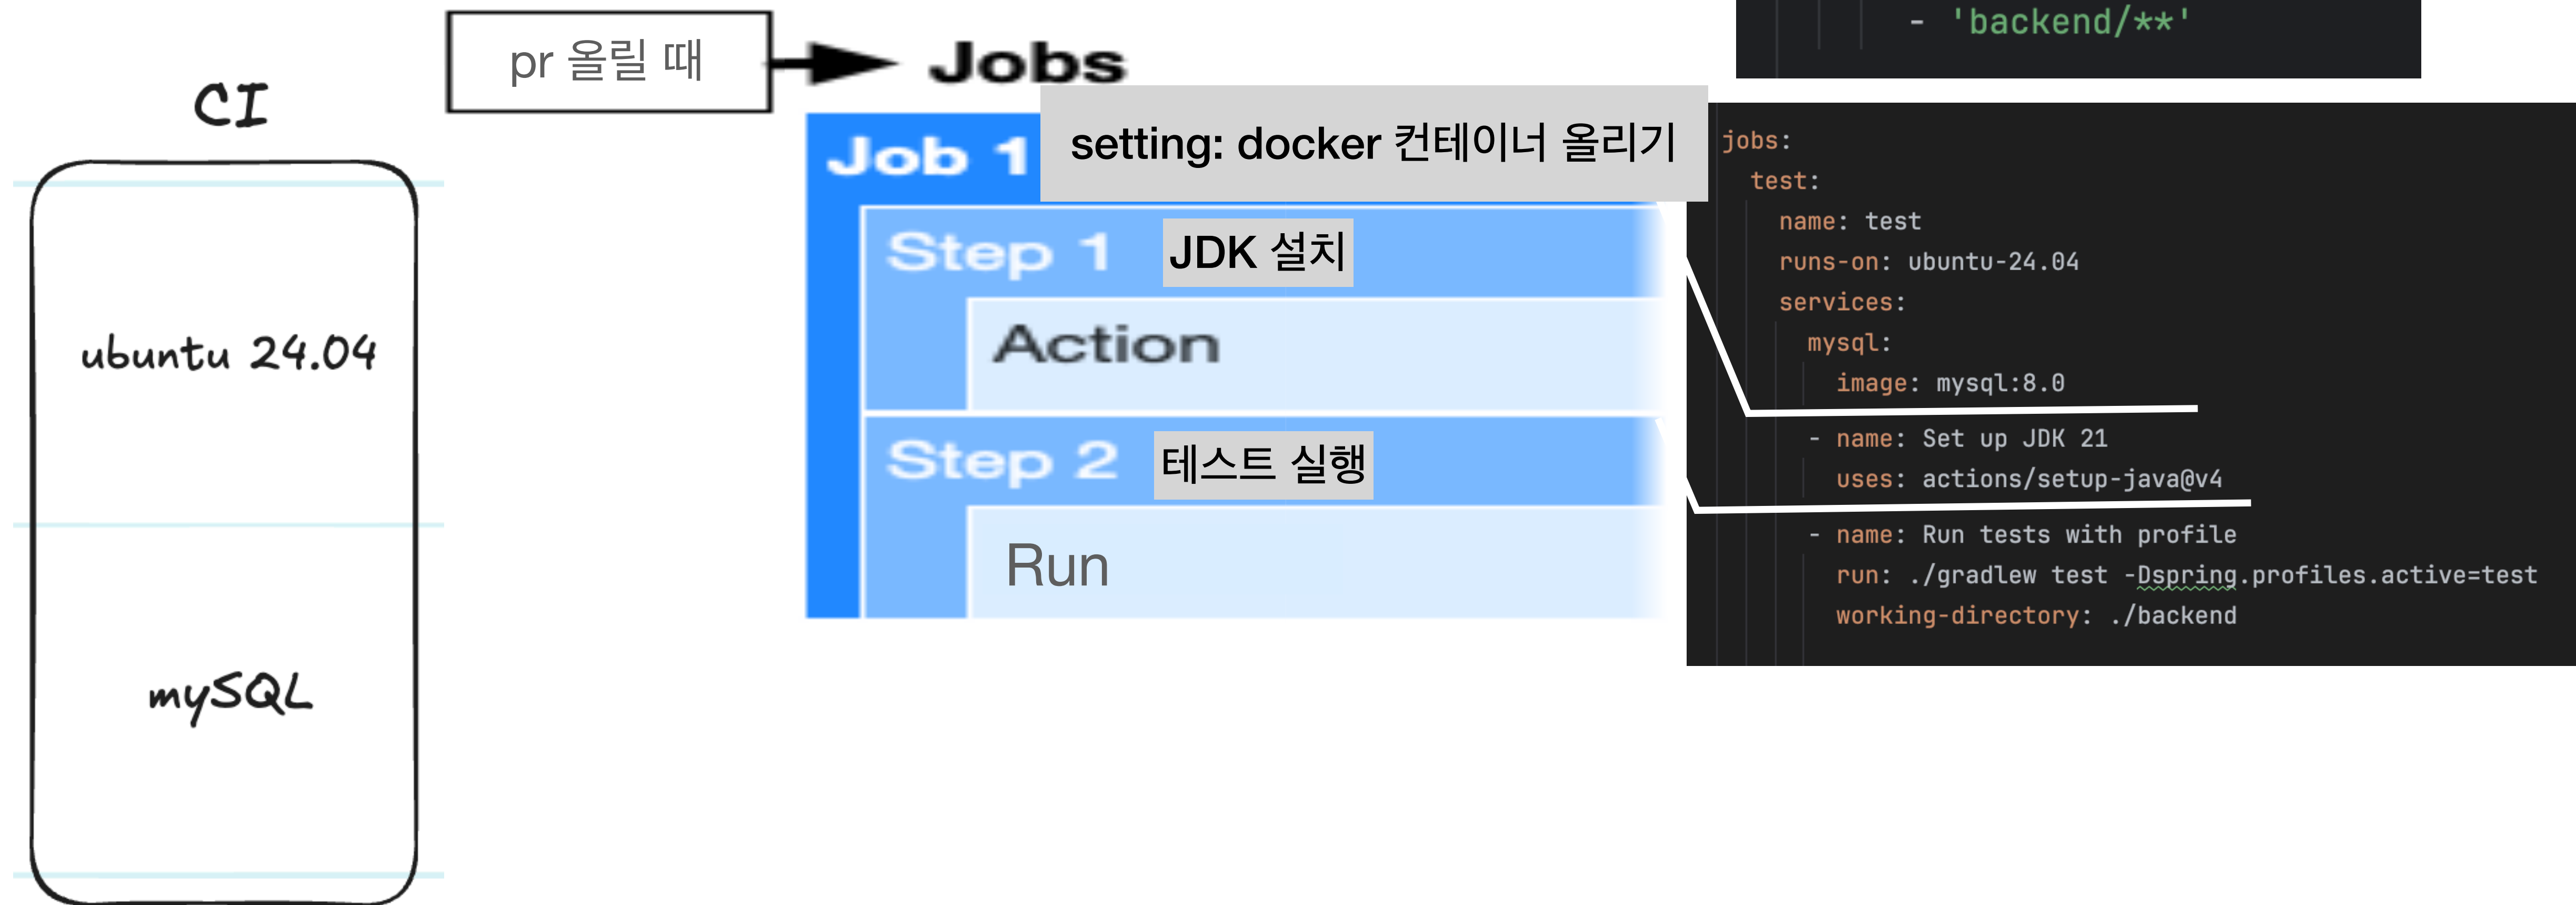 CI
ubuntu 24.04
mySQL
pr 올릴 때
Jobs
Job 1
setting: docker 컨테이너 올리기
Step 1
JDK 설치
Action
Step 2
테스트 실행
Run
- 'backend/**'
jobs:
test:
name: test
runs-on: ubuntu-24.04
services:
mysql:
image: mysql:8.0
- name: Set up JDK 21
uses: actions/setup-java@v4
- name: Run tests with profile
run: ./gradlew test -Dspring.profiles.active=test
working-directory: ./backend